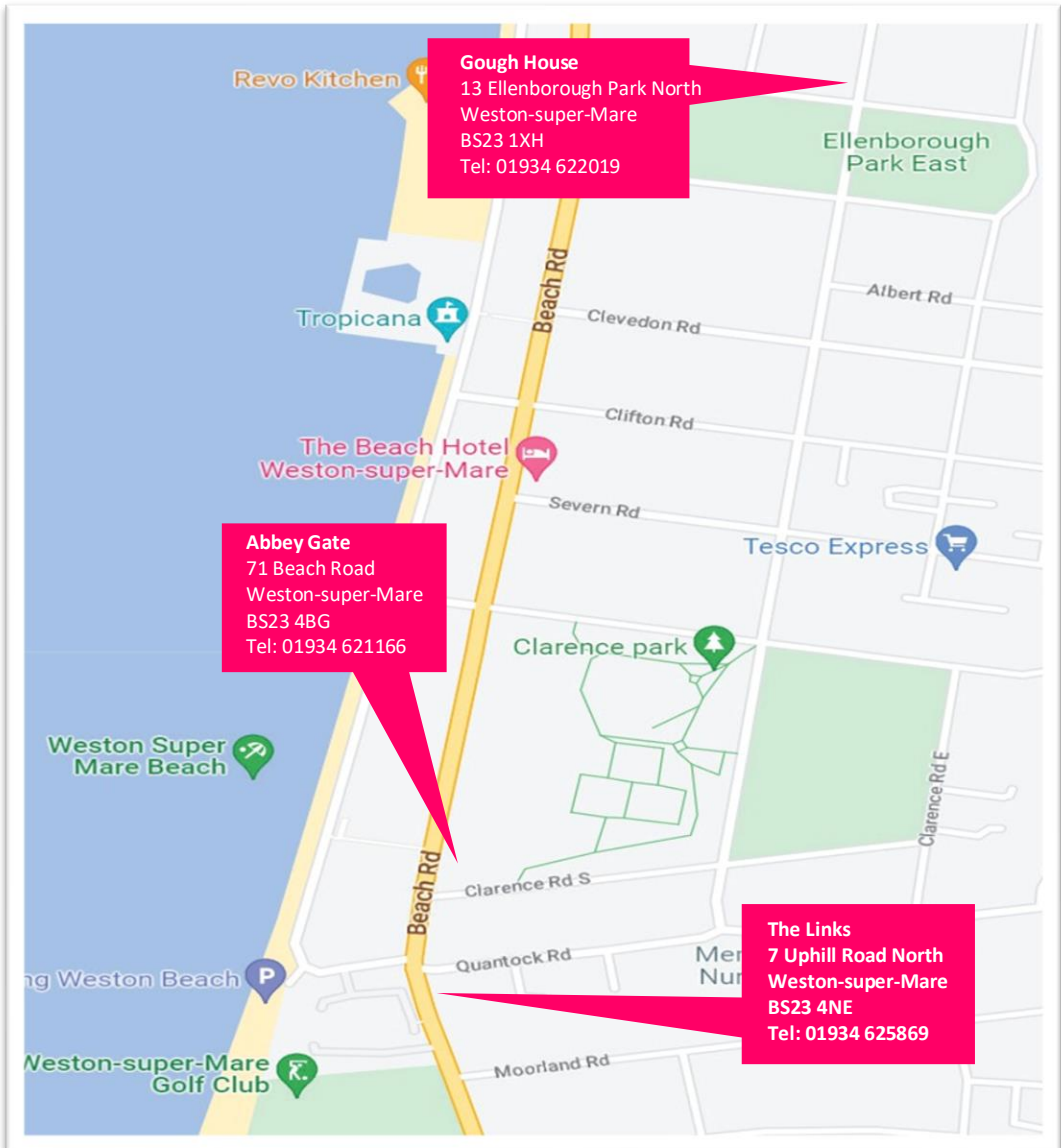 Revo Kitchen
Gough House
13 Ellenborough Park North
Weston-super-Mare
BS23 1XH
Tel: 01934 622019
Ellenborough
Park East
Beach Rd
Albert Rd
Tropicana
Clevedon Rd
Clifton Rd
The Beach Hotel
Weston-super-Mare
Severn Rd
Tesco Express
Abbey Gate
71 Beach Road
Weston-super-Mare
BS23 4BG
Tel: 01934 621166
Clarence park
Weston Super
Mare Beach
Clarence Rd E
Beach Rd
Clarence Rd S
The Links
7 Uphill Road North
Weston-super-Mare
BS23 4NE
Tel: 01934 625869
Quantock Rd
Weston Beach
P
Moorland Rd
Weston-super-Mare
Golf Club